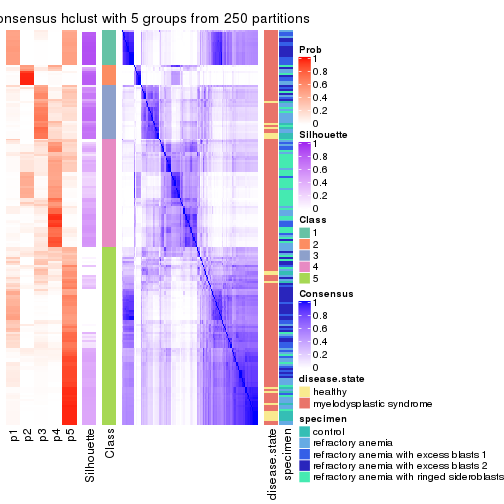 onsensus hclust with 5 groups from 250 partitions
Prob
1
0.8
0.6
0.4
0.2
0
Silhouette
1
0.8
0.6
0.4
0.2
0
Class
1
2
3
4
5
Consensus
1
0.8
0.6
0.4
0.2
0
disease.state
healthy
myelodysplastic syndrome
specimen
control
refractory anemia
refractory anemia with excess blasts 1
refractory anemia with excess blasts 2
refractory anemia with ringed sideroblasts
p1
p2
p3
p4
p5
Silhouette
Class
disease.state
specimen